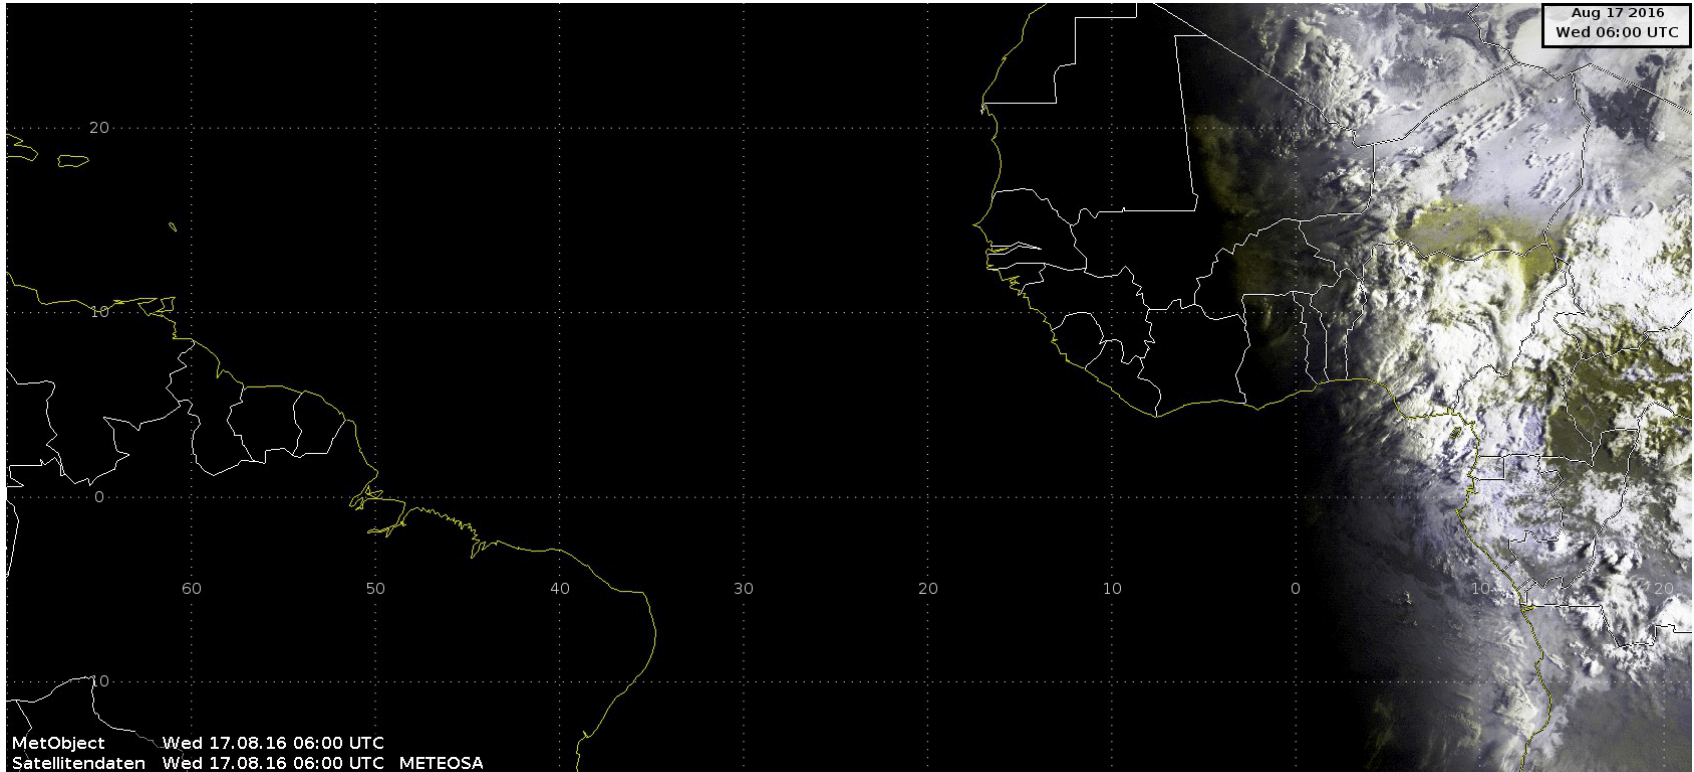 Aug 17 2016
Wed 06:00 UTC
20
10
0
60 50 40 30 20 10 0 10 20
10
MetObject Wed 17.08.16 06:00 UTC
Satellitendaten Wed 17.08.16 06:00 UTC METEOSA